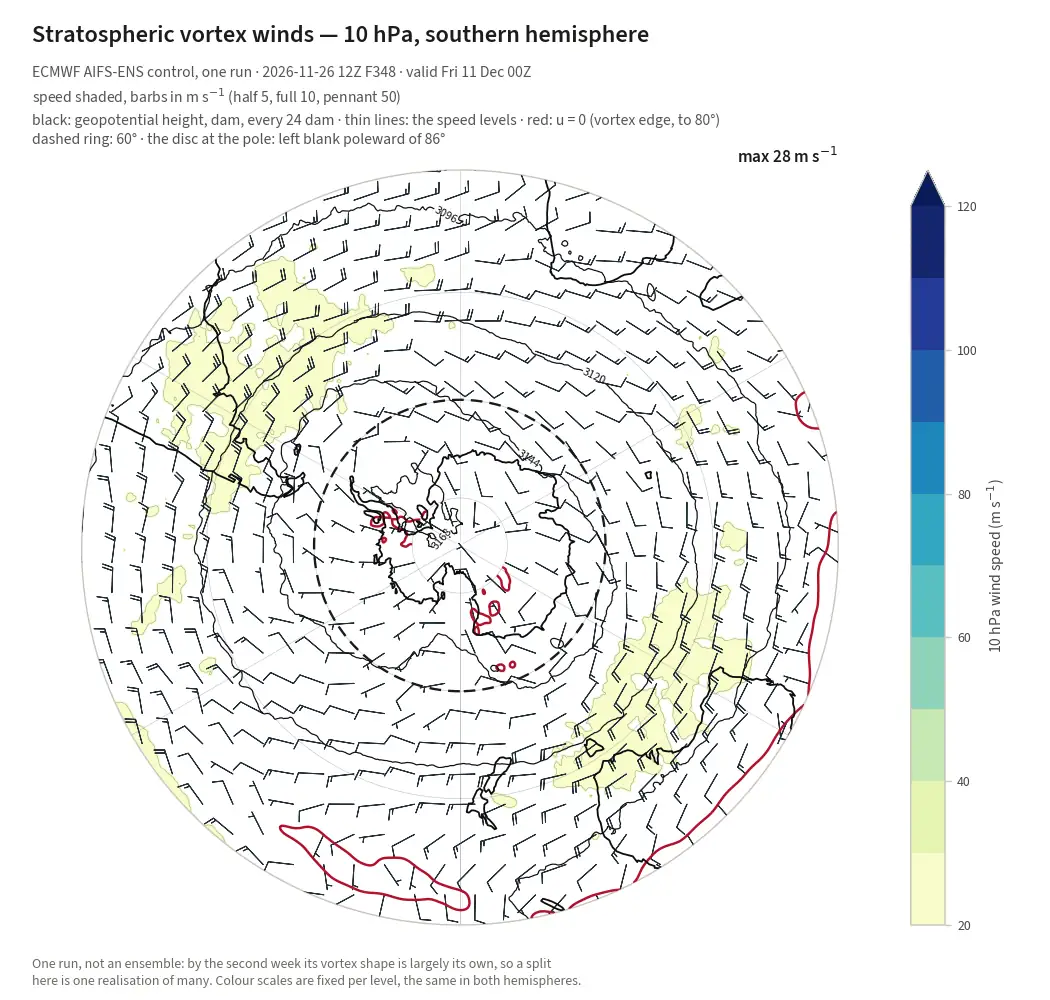 Stratospheric vortex winds — 10 hPa, southern hemisphere
ECMWF AIFS-ENS control, one run · 2026-11-26 12Z F348 · valid Fri 11 Dec 00Z
speed shaded, barbs in m s⁻¹ (half 5, full 10, pennant 50)
black: geopotential height, dam, every 24 dam · thin lines: the speed levels · red: u = 0 (vortex edge, to 80°)
dashed ring: 60° · the disc at the pole: left blank poleward of 86°
max 28 m s⁻¹
3096
3120
3144
3168
120
100
80
60
40
20
10 hPa wind speed (m s⁻¹)
One run, not an ensemble: by the second week its vortex shape is largely its own, so a split
here is one realisation of many. Colour scales are fixed per level, the same in both hemispheres.